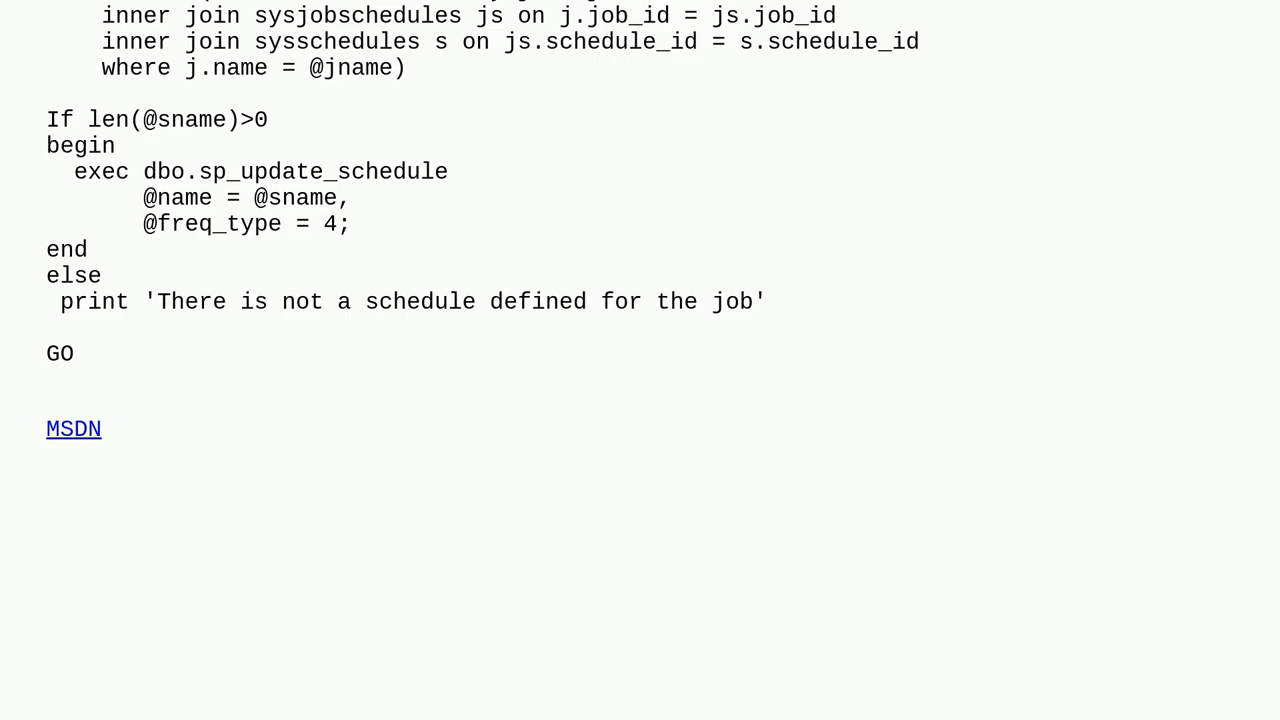 inner join sysjobschedules js on j.job_id = js.job_id
inner join sysschedules s on js.schedule_id = s.schedule_id
where j.name = @jname)
If len(@sname)>0
begin
exec dbo.sp_update_schedule
@name = @sname,
@freq_type = 4;
end
else
print 'There is not a schedule defined for the job'
GO
MSDN